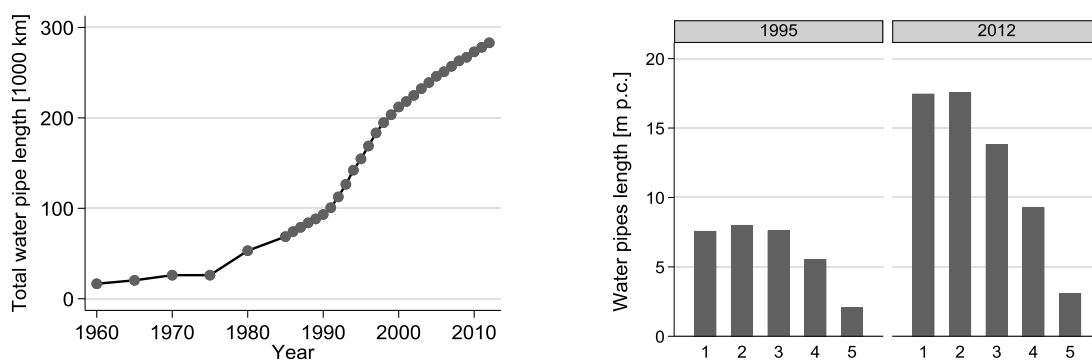 Total water pipe length [1000 km]
300
200
100
0
1960 1970 1980 1990 2000 2010
Year
Water pipes length [m p.c.]
1995 2012
20
15
10
5
0
1 2 3 4 5 1 2 3 4 5